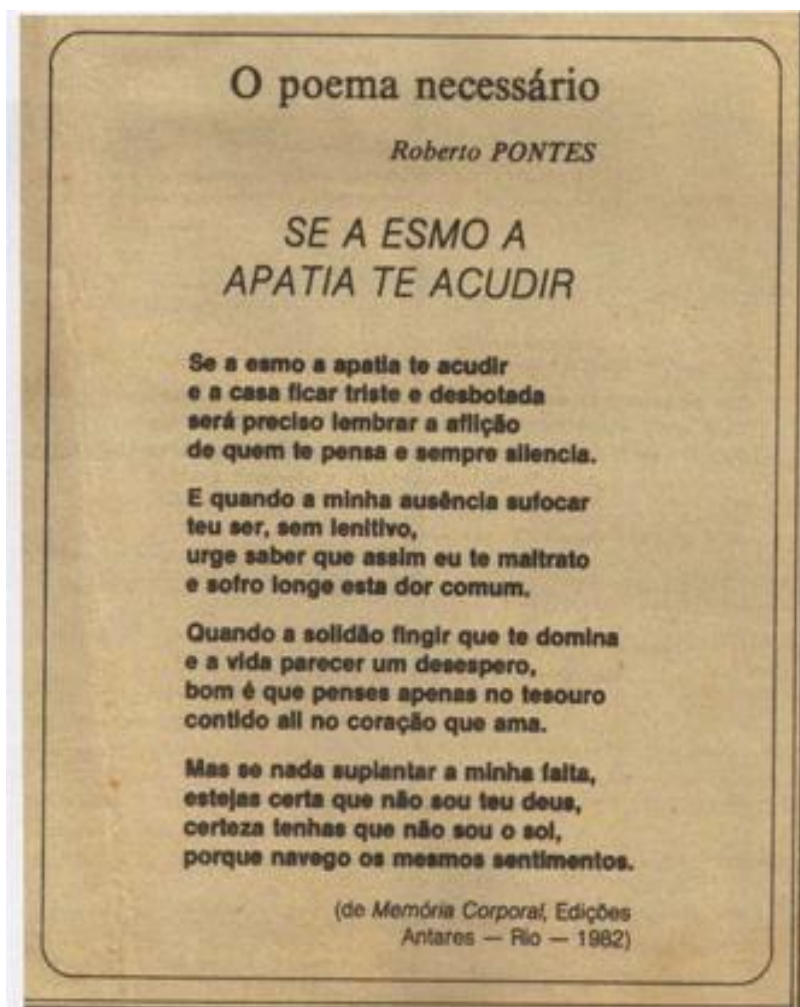 O poema necessário
Roberto PONTES
SE A ESMO A
APATIA TE ACUDIR
Se a esmo a apatia te acudir
e a casa ficar triste e desbotada
será preciso lembrar a aflição
de quem te pensa e sempre silencia.
E quando a minha ausência sufocar
teu ser, sem lenitivo,
urge saber que assim eu te maltrato
e sofro longe esta dor comum.
Quando a solidão fingir que te domina
e a vida parecer um desespero,
bom é que penses apenas no tesouro
contido ali no coração que ama.
Mas se nada suplantar a minha falta,
estejas certa que não sou teu deus,
certeza tenhas que não sou o sol,
porque navego os mesmos sentimentos.
(de Memória Corporal, Edições
Antares — Rio — 1982)